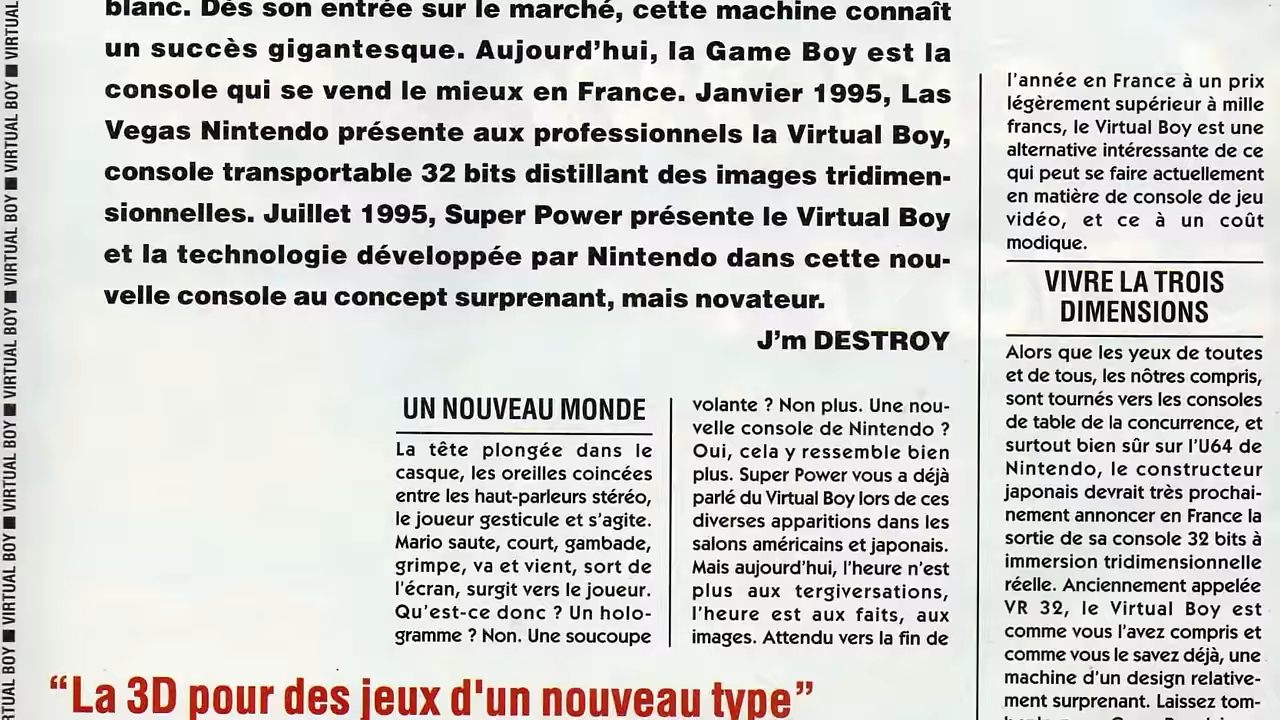 blanc. Dès son entrée sur le marché, cette machine connaît
un succès gigantesque. Aujourd'hui, la Game Boy est la
console qui se vend le mieux en France. Janvier 1995, Las
Vegas Nintendo présente aux professionnels la Virtual Boy,
console transportable 32 bits distillant des images tridimen-
sionnelles. Juillet 1995, Super Power présente le Virtual Boy
et la technologie développée par Nintendo dans cette nou-
velle console au concept surprenant, mais novateur.
J'm DESTROY
UN NOUVEAU MONDE
La tête plongée dans le
casque, les oreilles coincées
entre les haut-parleurs stéréo,
le joueur gesticule et s'agite.
Mario saute, court, gambade,
grimpe, va et vient, sort de
l'écran, surgit vers le joueur.
Qu'est-ce donc ? Un holo-
gramme ? Non. Une soucoupe
volante ? Non plus. Une nou-
velle console de Nintendo ?
Oui, cela y ressemble bien
plus. Super Power vous a déjà
parlé du Virtual Boy lors de ces
diverses apparitions dans les
salons américains et japonais.
Mais aujourd'hui, l'heure n'est
plus aux tergiversations,
l'heure est aux faits, aux
images. Attendu vers la fin de
l'année en France à un prix
légèrement supérieur à mille
francs, le Virtual Boy est une
alternative intéressante de ce
qui peut se faire actuellement
en matière de console de jeu
vidéo, et ce à un coût
modique.
VIVRE LA TROIS
DIMENSIONS
Alors que les yeux de toutes
et de tous, les nôtres compris,
sont tournés vers les consoles
de table de la concurrence, et
surtout bien sûr sur l'U64 de
Nintendo, le constructeur
japonais devrait très prochai-
nement annoncer en France la
sortie de sa console 32 bits à
immersion tridimensionnelle
réelle. Anciennement appelée
VR 32, le Virtual Boy est
comme vous l'avez compris et
comme vous le savez déjà, une
machine d'un design relative-
ment surprenant. Laissez tom-
"La 3D pour des jeux d'un nouveau type"
VIRTUAL BOY ■ VIRTUAL BOY ■ VIRTUAL BOY ■ VIRTUAL BOY ■ VIRTUAL BOY ■ VIRTUAL